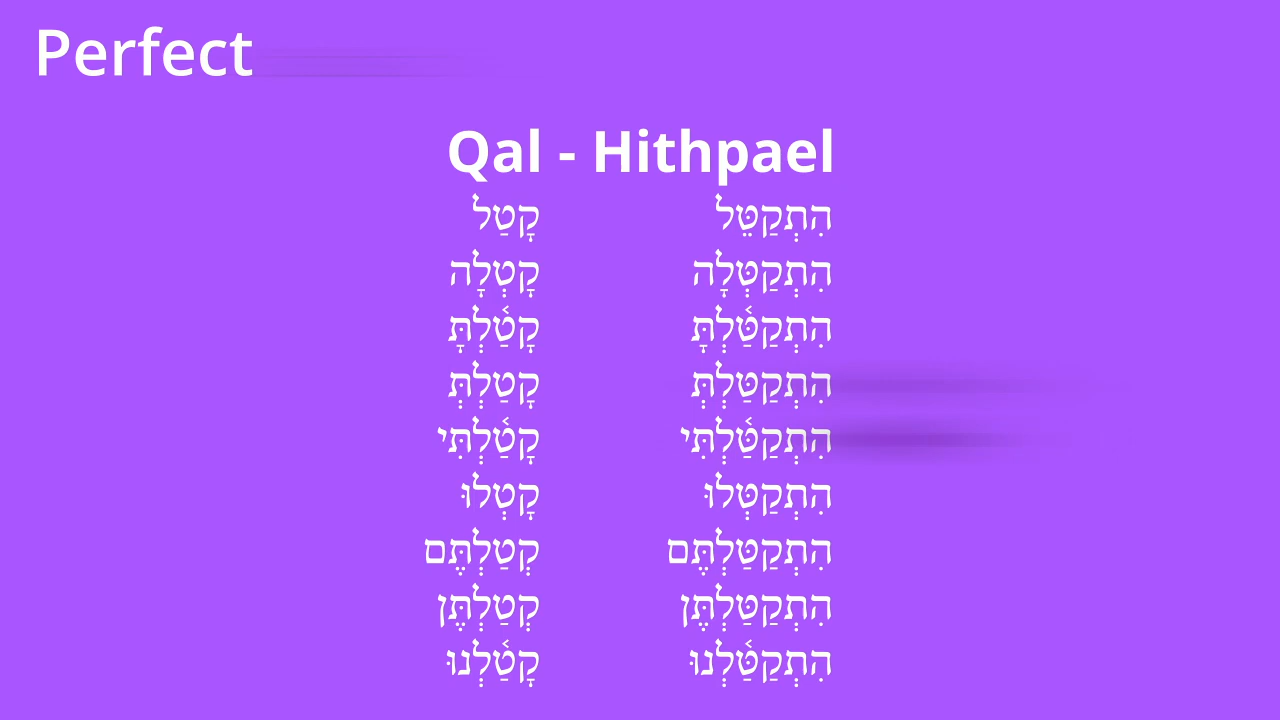 Perfect
Qal - Hithpael
קָטַל הִתְקַטֵּל
קָטְלָה הִתְקַטְּלָה
קָטַ֫לְתָּ הִתְקַטַּ֫לְתָּ
קָטַלְתְּ הִתְקַטַּלְתְּ
קָטַ֫לְתִּי הִתְקַטַּ֫לְתִּי
קָטְלוּ הִתְקַטְּלוּ
קְטַלְתֶּם הִתְקַטַּלְתֶּם
קְטַלְתֶּן הִתְקַטַּלְתֶּן
קָטַ֫לְנוּ הִתְקַטַּ֫לְנוּ